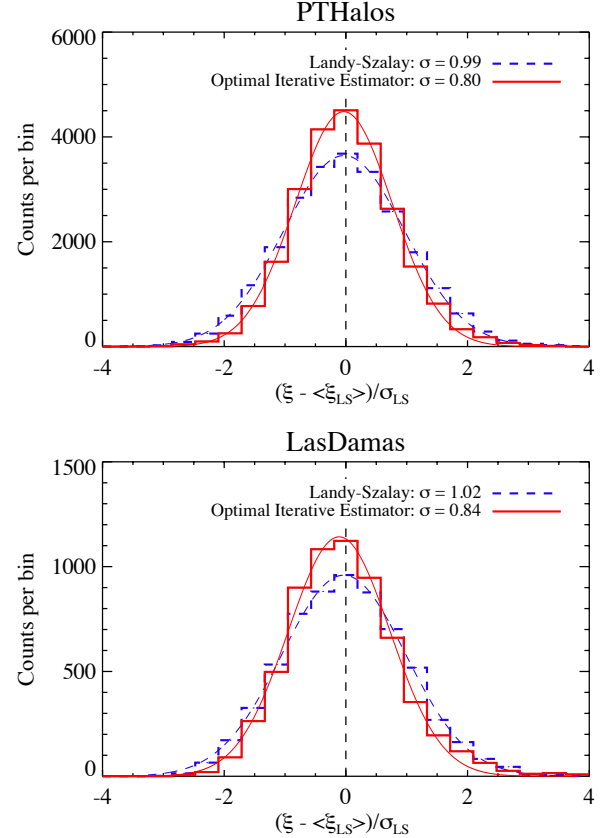 PTHalos
6000
4000
2000
0
Counts per bin
Landy-Szalay: σ = 0.99
Optimal Iterative Estimator: σ = 0.80
-4 -2 0 2 4
(ξ - <ξLS>)/σLS
LasDamas
1500
1000
500
0
Counts per bin
Landy-Szalay: σ = 1.02
Optimal Iterative Estimator: σ = 0.84
-4 -2 0 2 4
(ξ - <ξLS>)/σLS